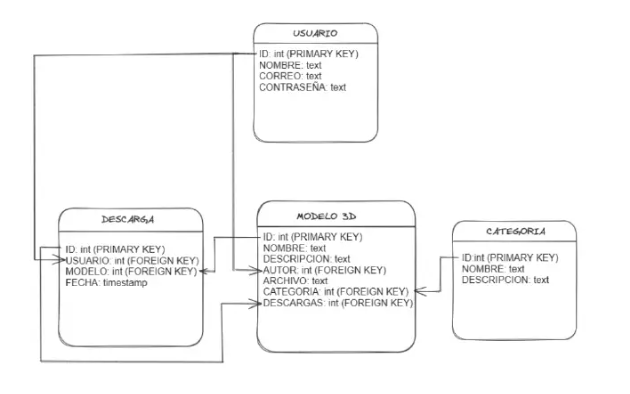 USUARIO
ID: int (PRIMARY KEY)
NOMBRE: text
CORREO: text
CONTRASEÑA: text
DESCARGA
ID: int (PRIMARY KEY)
USUARIO: int (FOREIGN KEY)
MODELO: int (FOREIGN KEY)
FECHA: timestamp
MODELO 3D
ID: int (PRIMARY KEY)
NOMBRE: text
DESCRIPCION: text
AUTOR: int (FOREIGN KEY)
ARCHIVO: text
CATEGORIA: int (FOREIGN KEY)
DESCARGAS: int (FOREIGN KEY)
CATEGORIA
ID:int (PRIMARY KEY)
NOMBRE: text
DESCRIPCION: text